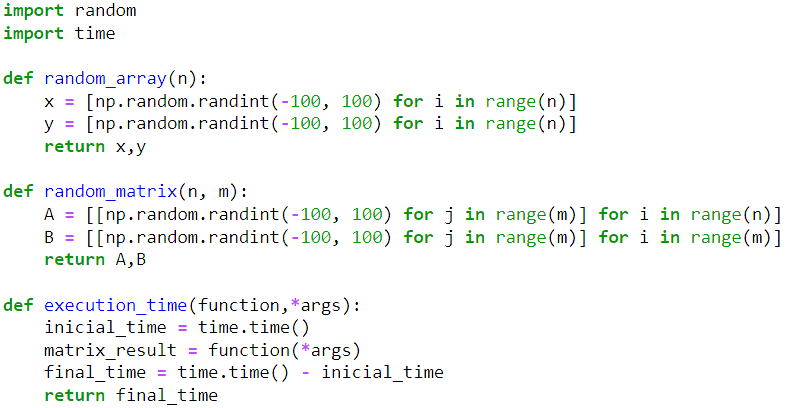 import random
import time
def random_array(n):
    x = [np.random.randint(-100, 100) for i in range(n)]
    y = [np.random.randint(-100, 100) for i in range(n)]
    return x,y
def random_matrix(n, m):
    A = [[np.random.randint(-100, 100) for j in range(m)] for i in range(n)]
    B = [[np.random.randint(-100, 100) for j in range(m)] for i in range(m)]
    return A,B
def execution_time(function,*args):
    inicial_time = time.time()
    matrix_result = function(*args)
    final_time = time.time() - inicial_time
    return final_time